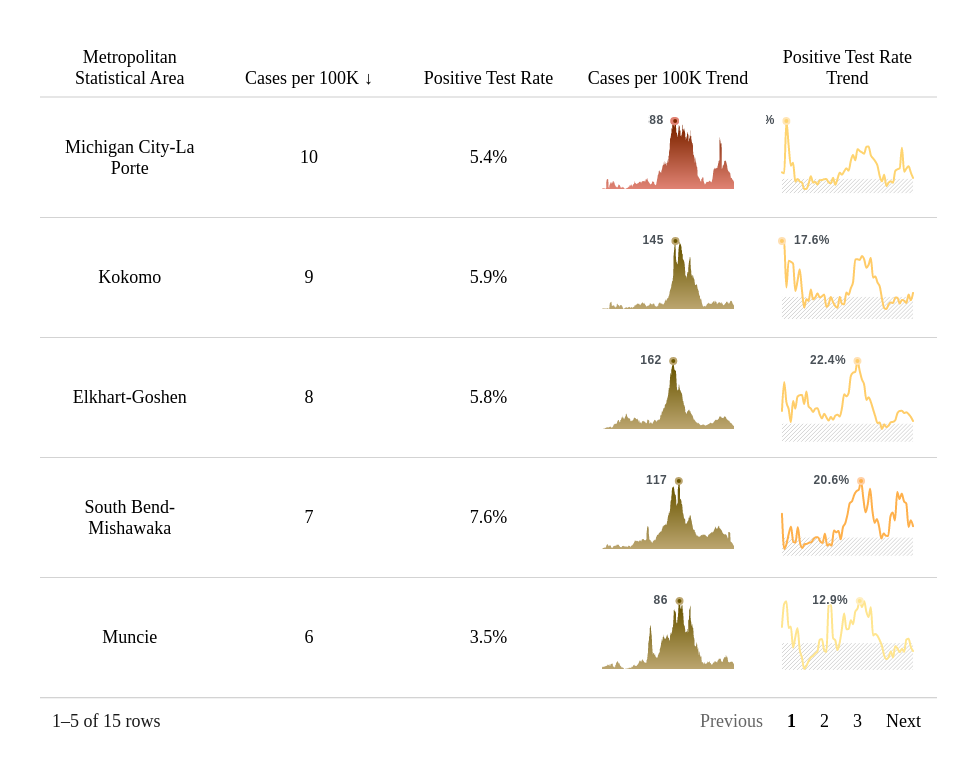 Metropolitan
Statistical Area
Cases per 100K ↓
Positive Test Rate
Cases per 100K Trend
Positive Test Rate
Trend
Michigan City-La
Porte
10
5.4%
88
%
Kokomo
9
5.9%
145
17.6%
Elkhart-Goshen
8
5.8%
162
22.4%
South Bend-
Mishawaka
7
7.6%
117
20.6%
Muncie
6
3.5%
86
12.9%
1–5 of 15 rows
Previous 1 2 3 Next